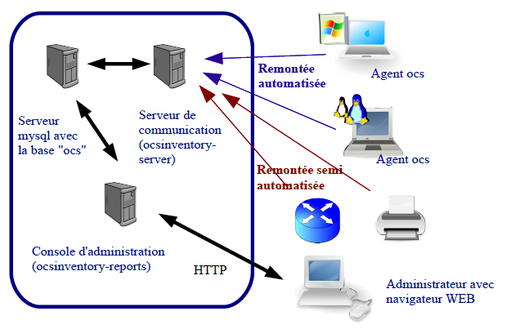 Remontée
automatisée
Agent ocs
Serveur
mysql avec
la base "ocs"
Serveur de
communication
(ocsinventory-
server)
Agent ocs
Remontée semi
automatisée
Console d'administration
(ocsinventory-reports)
HTTP
Administrateur avec
navigateur WEB